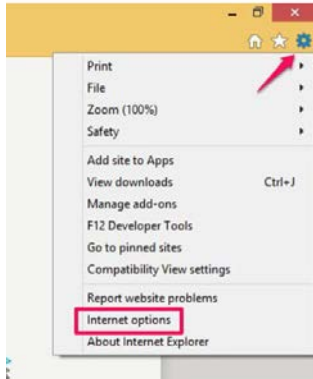 Print
File
Zoom (100%)
Safety
Add site to Apps
View downloads Ctrl+J
Manage add-ons
F12 Developer Tools
Go to pinned sites
Compatibility View settings
Report website problems
Internet options
About Internet Explorer